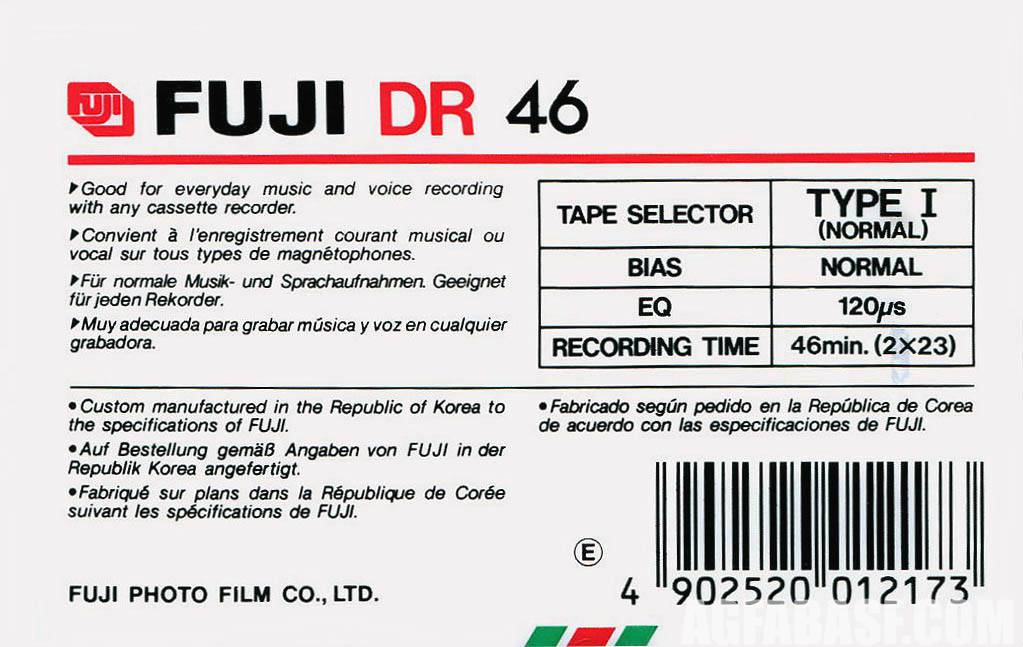 FUJI FUJI DR 46
▶Good for everyday music and voice recording
with any cassette recorder.
▶Convient à l'enregistrement courant musical ou
vocal sur tous types de magnétophones.
▶Für normale Musik- und Sprachaufnahmen. Geeignet
für jeden Rekorder.
▶Muy adecuada para grabar música y voz en cualquier
grabadora.
TAPE SELECTOR TYPE I
(NORMAL)
BIAS NORMAL
EQ 120µs
RECORDING TIME 46min. (2×23)
•Custom manufactured in the Republic of Korea to
the specifications of FUJI.
•Auf Bestellung gemäß Angaben von FUJI in der
Republik Korea angefertigt.
•Fabriqué sur plans dans la République de Corée
suivant les spécifications de FUJI.
•Fabricado según pedido en la República de Corea
de acuerdo con las especificaciones de FUJI.
E
4 902520 012173
FUJI PHOTO FILM CO., LTD.
AGFABASF.COM